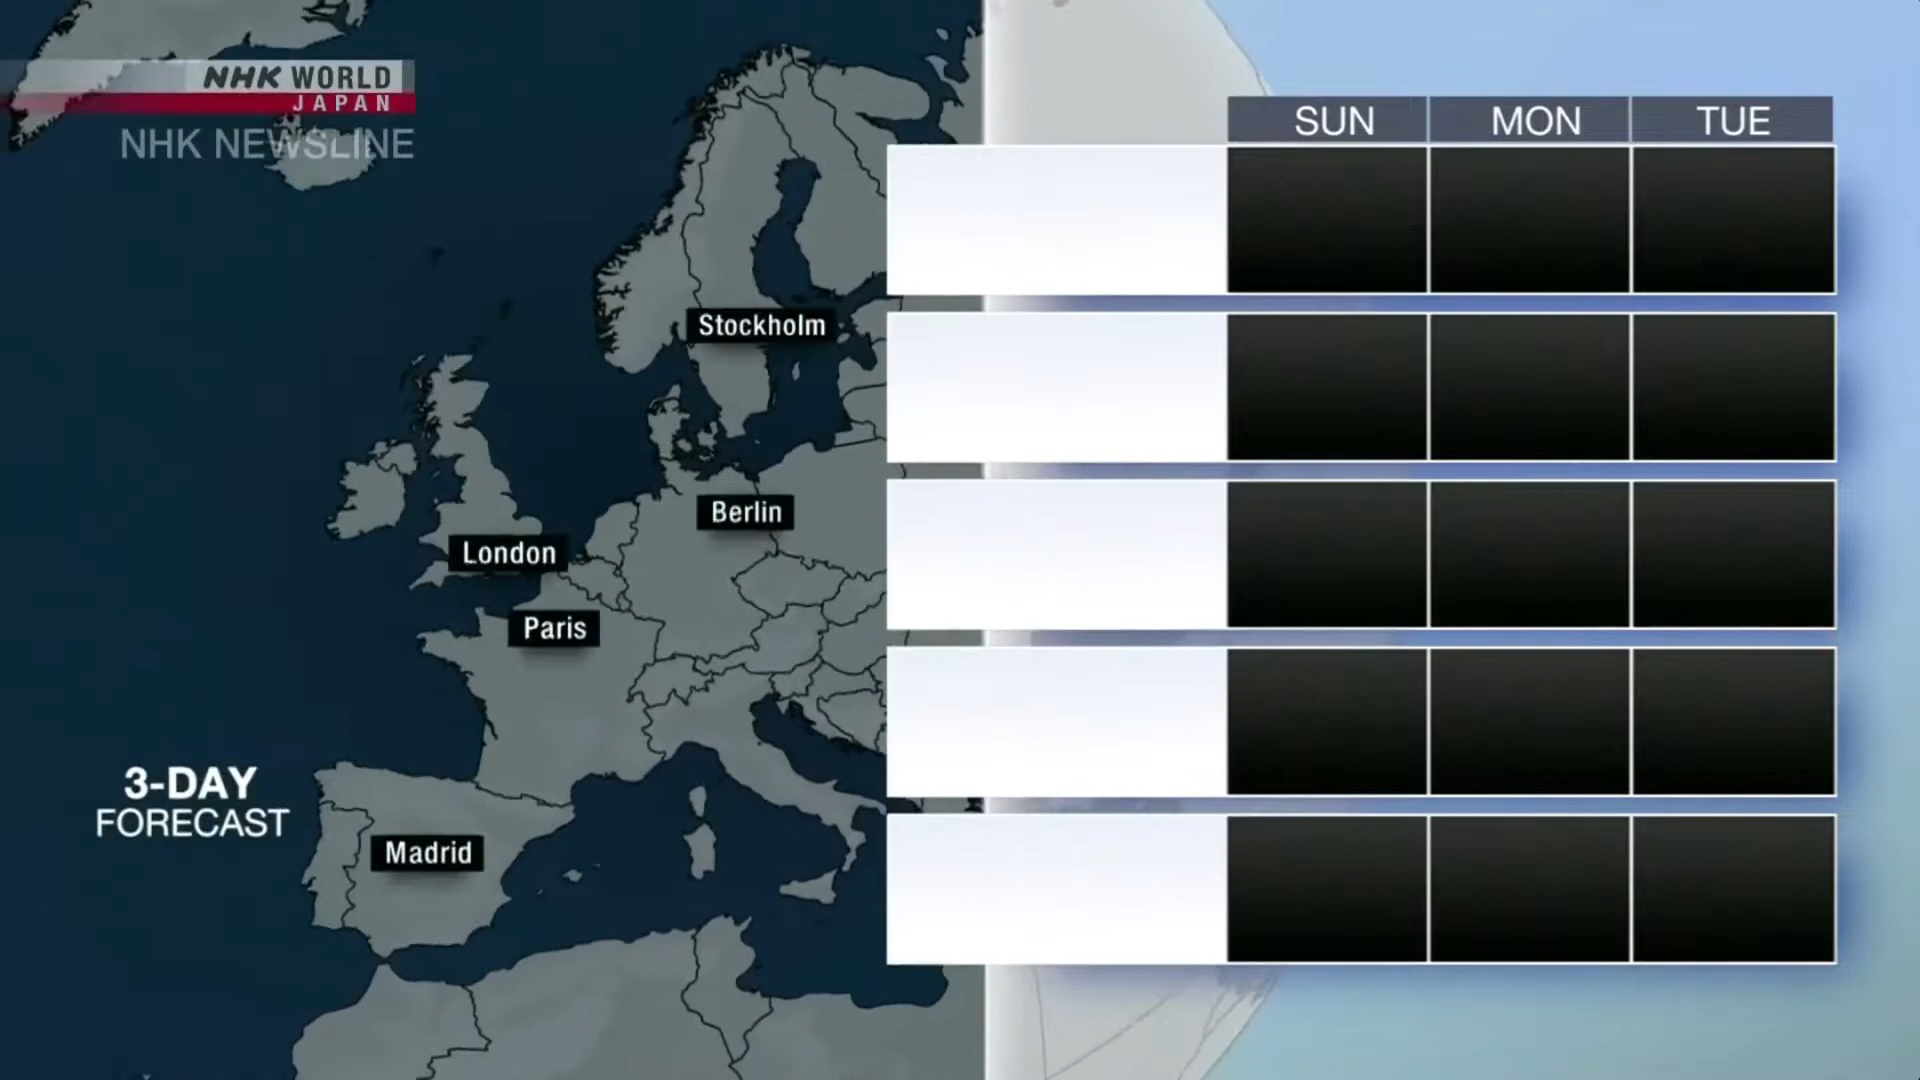 NHK WORLD
JAPAN
NHK NEWSLINE
SUN MON TUE
Stockholm
Berlin
London
Paris
3-DAY
FORECAST
Madrid